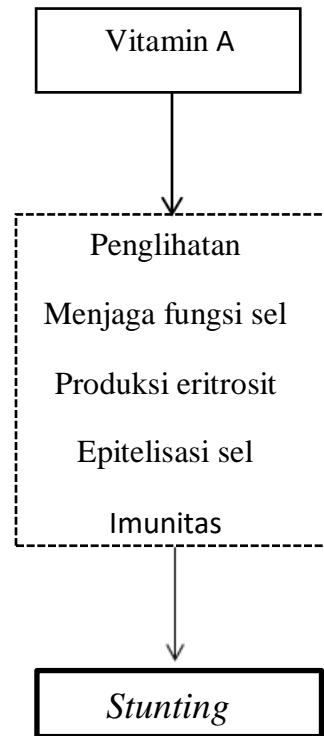 Vitamin A
Penglihatan
Menjaga fungsi sel
Produksi eritrosit
Epitelisasi sel
Imunitas
Stunting